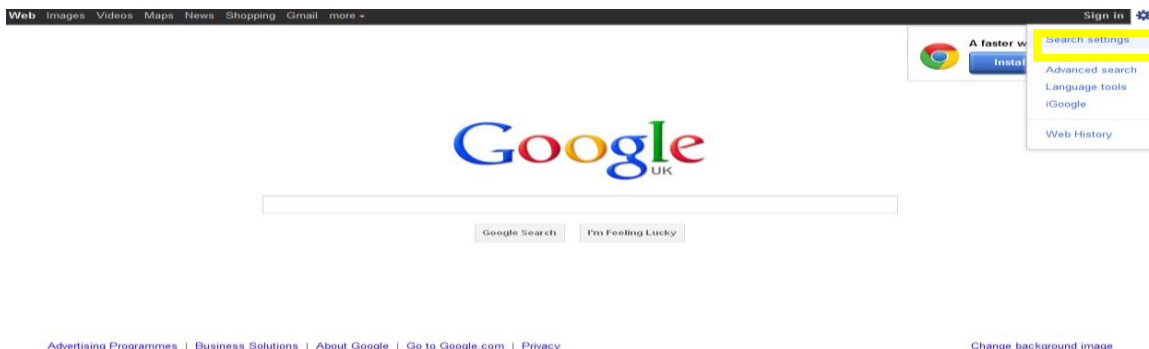 Web Images Videos Maps News Shopping Gmail more
Sign in
A faster w
Install
Search settings
Advanced search
Language tools
iGoogle
Web History
Google
UK
Google Search
I'm Feeling Lucky
Advertising Programmes | Business Solutions | About Google | Go to Google.com | Privacy
Change background image